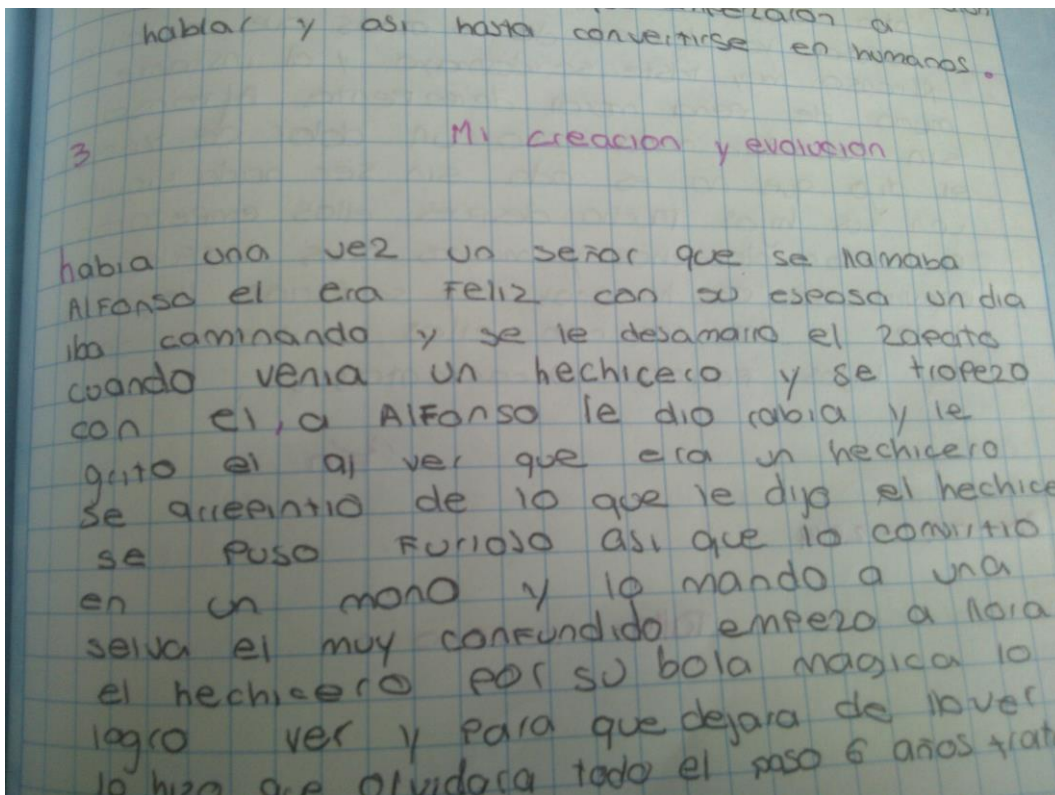 a
hablar y asi hasta convertirse en humanos.
3 Mi creacion y evolucion
habia una vez un señor que se llamaba
Alfonso el era feliz con su esposa un dia
iba caminando y se le desamarro el zapato
cuando venia un hechicero y se tropezo
con el, a Alfonso le dio rabia y le
grito el al ver que era un hechicero
se arreepintio de lo que le dijo el hechice
se puso furioso asi que lo convirtio
en un mono y lo mando a una
selva el muy confundido empezo a llora
el hechicero por su bola magica lo
logro ver y para que dejara de llover
lo hizo que olvidara todo el paso 6 años trat